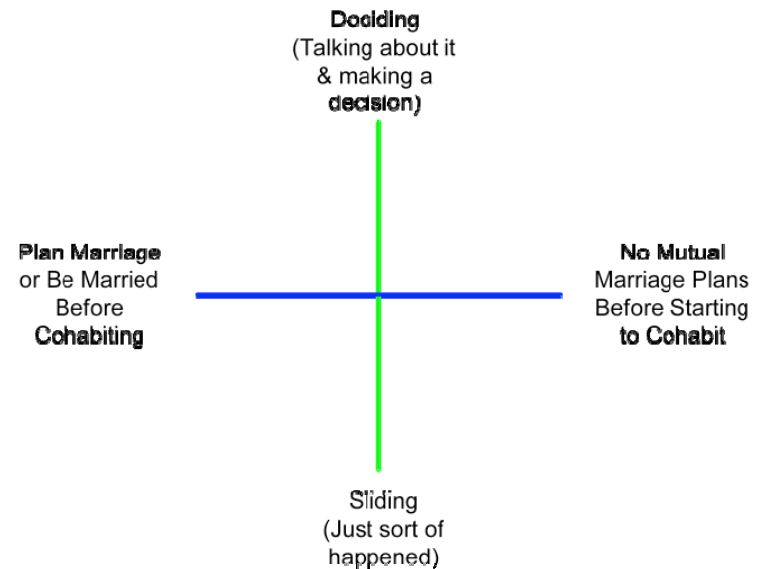 Deciding
(Talking about it
& making a
decision)
Plan Marriage
or Be Married
Before
Cohabiting
No Mutual
Marriage Plans
Before Starting
to Cohabit
Sliding
(Just sort of
happened)